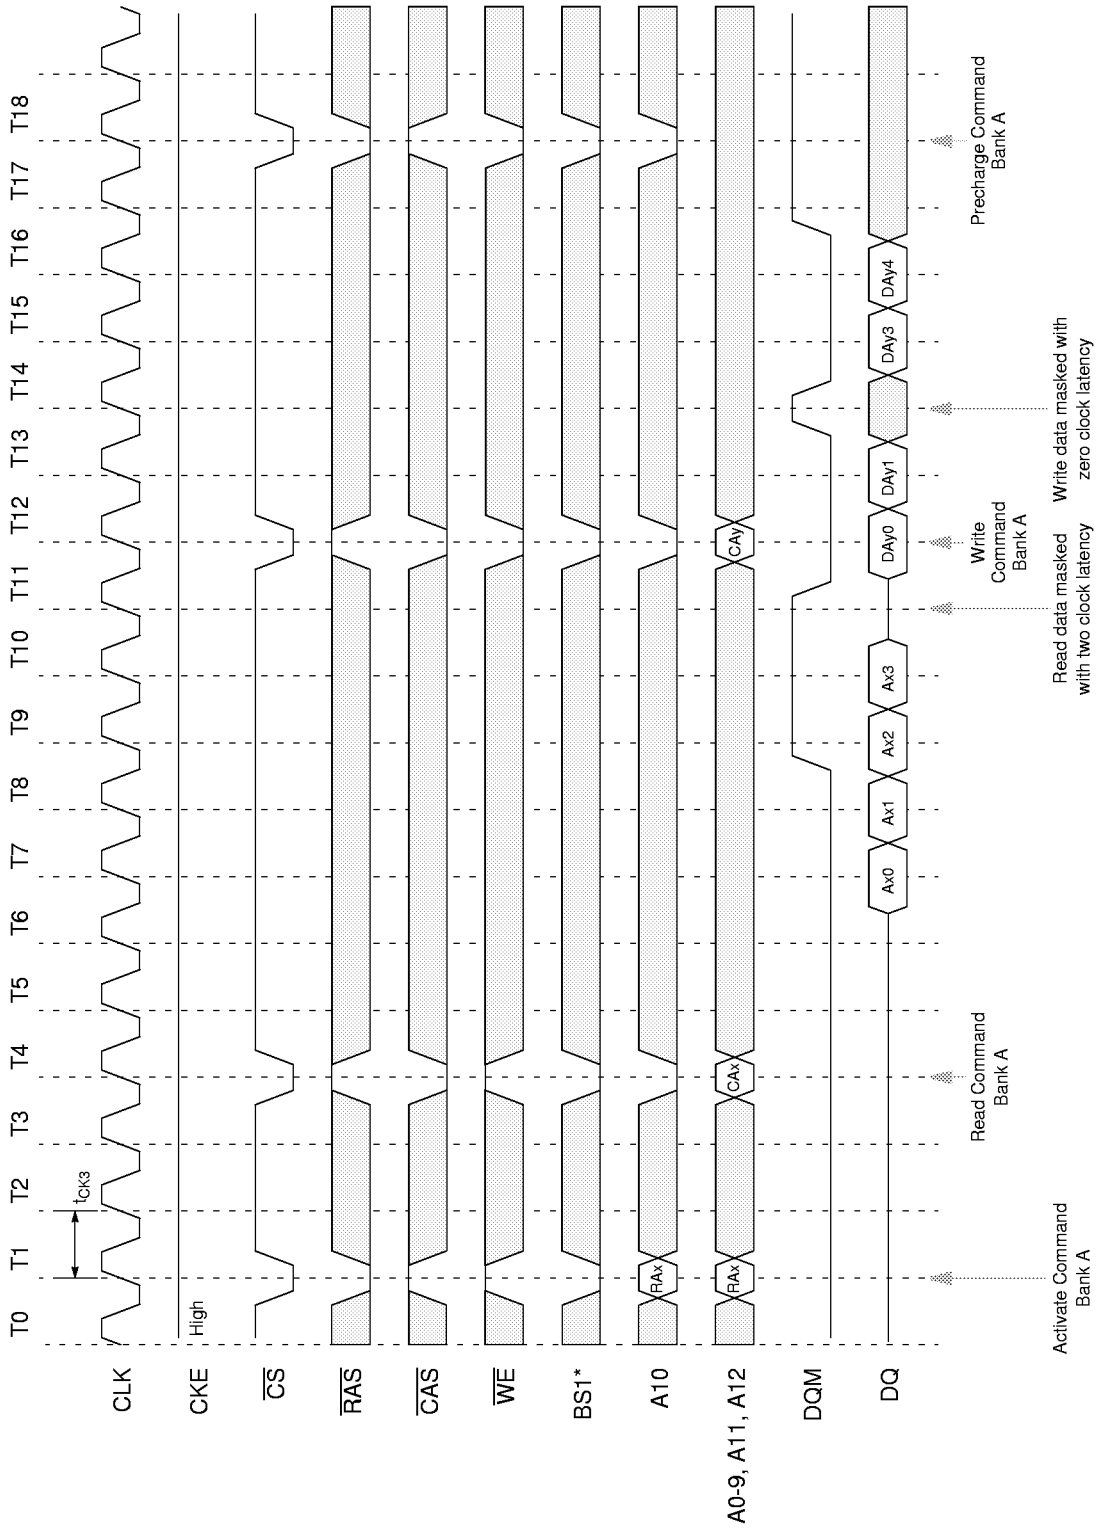 T0 T1 T2 T3 T4 T5 T6 T7 T8 T9 T10 T11 T12 T13 T14 T15 T16 T17 T18
tCK3
CLK
CKE
High
CS
RAS
CAS
WE
BS1*
A10
RAx
A0-9, A11, A12
RAx CAx CAy
DQM
DQ
Ax0 Ax1 Ax2 Ax3 DAy0 DAy1 DAy3 DAy4
Activate Command
Bank A
Read Command
Bank A
Read data masked
with two clock latency
Write
Command
Bank A
Write data masked with
zero clock latency
Precharge Command
Bank A